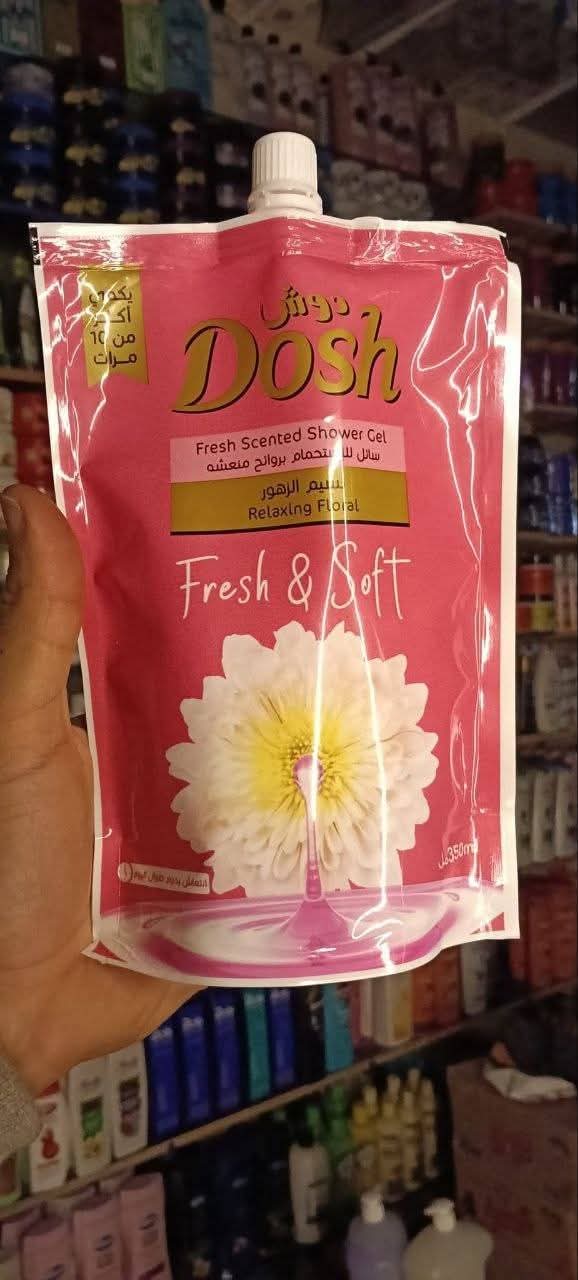 يكفي
أكثر
من 10
مرات
دوش
Dosh
Fresh Scented Shower Gel
سائل للاستحمام بروائح منعشه
نسيم الزهور
Relaxing Floral
Fresh & Soft
350ml